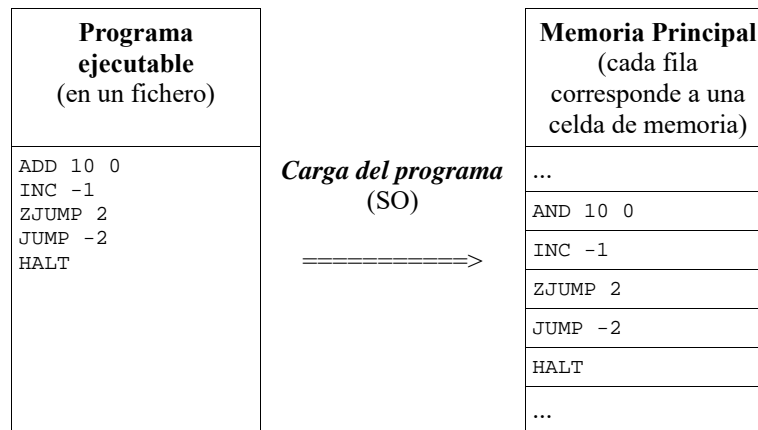 Programa
ejecutable
(en un fichero)
ADD 10 0
INC -1
ZJUMP 2
JUMP -2
HALT
Carga del programa
(SO)
===========>
Memoria Principal
(cada fila
corresponde a una
celda de memoria)
...
AND 10 0
INC -1
ZJUMP 2
JUMP -2
HALT
...